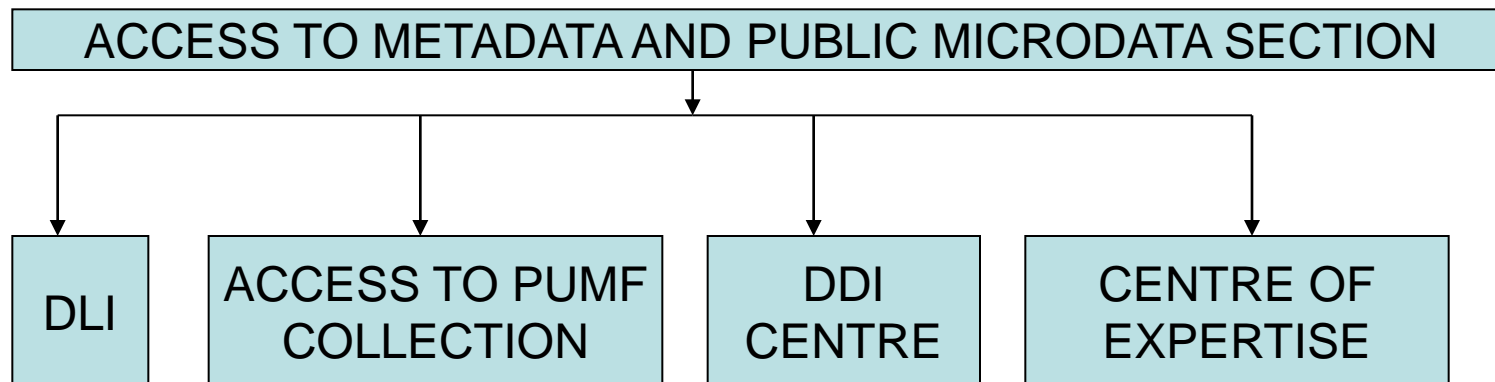 ACCESS TO METADATA AND PUBLIC MICRODATA SECTION
DLI
ACCESS TO PUMF
COLLECTION
DDI
CENTRE
CENTRE OF
EXPERTISE